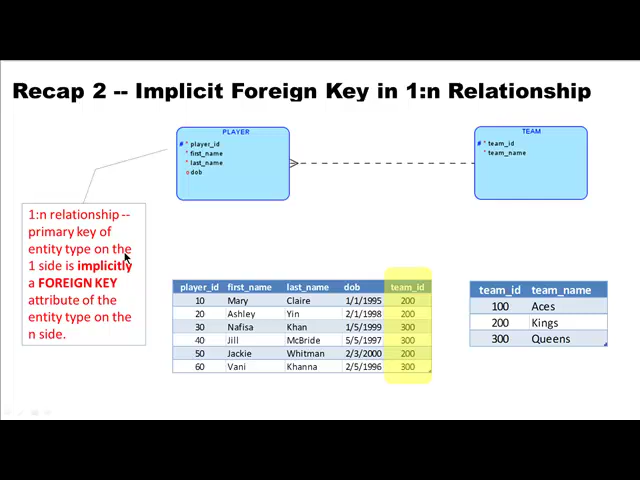 Recap 2 -- Implicit Foreign Key in 1:n Relationship
PLAYER
# * player_id
* first_name
* last_name
o dob
TEAM
# * team_id
* team_name
1:n relationship --
primary key of
entity type on the
1 side is implicitly
a FOREIGN KEY
attribute of the
entity type on the
n side.
player_id first_name last_name dob team_id
10 Mary Claire 1/1/1995 200
20 Ashley Yin 2/1/1998 200
30 Nafisa Khan 1/5/1999 300
40 Jill McBride 5/5/1997 300
50 Jackie Whitman 2/3/2000 200
60 Vani Khanna 2/5/1996 300
team_id team_name
100 Aces
200 Kings
300 Queens